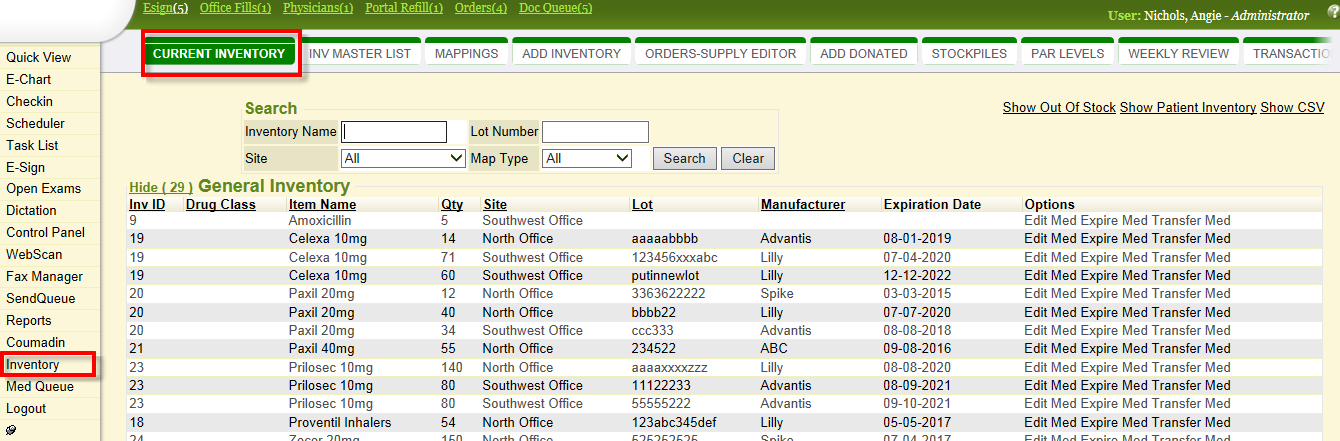 Esign(5) Office Fills(1) Physicians(1) Portal Refill(1) Orders(4) Doc Queue(5)
User: Nichols, Angie - Administrator
CURRENT INVENTORY INV MASTER LIST MAPPINGS ADD INVENTORY ORDERS-SUPPLY EDITOR ADD DONATED STOCKPILES PAR LEVELS WEEKLY REVIEW TRANSACTIO
Quick View
E-Chart
Checkin
Scheduler
Task List
E-Sign
Open Exams
Dictation
Control Panel
WebScan
Fax Manager
SendQueue
Reports
Coumadin
Inventory
Med Queue
Logout
Search
Show Out Of Stock Show Patient Inventory Show CSV
Inventory Name Lot Number
Site All Map Type All Search Clear
Hide ( 29 ) General Inventory
Inv ID Drug Class Item Name Qty Site Lot Manufacturer Expiration Date Options
9 Amoxicillin 5 Southwest Office Edit Med Expire Med Transfer Med
19 Celexa 10mg 14 North Office aaaaabbbb Advantis 08-01-2019 Edit Med Expire Med Transfer Med
19 Celexa 10mg 71 Southwest Office 123456xxxabc Lilly 07-04-2020 Edit Med Expire Med Transfer Med
19 Celexa 10mg 60 Southwest Office putinnewlot Lilly 12-12-2022 Edit Med Expire Med Transfer Med
20 Paxil 20mg 12 North Office 3363622222 Spike 03-03-2015 Edit Med Expire Med Transfer Med
20 Paxil 20mg 40 North Office bbbb22 Lilly 07-07-2020 Edit Med Expire Med Transfer Med
20 Paxil 20mg 34 Southwest Office ccc333 Advantis 08-08-2018 Edit Med Expire Med Transfer Med
21 Paxil 40mg 55 North Office 234522 ABC 09-08-2016 Edit Med Expire Med Transfer Med
23 Prilosec 10mg 140 North Office aaaaxxxxzzz Lilly 08-08-2020 Edit Med Expire Med Transfer Med
23 Prilosec 10mg 80 Southwest Office 11122233 Advantis 08-09-2021 Edit Med Expire Med Transfer Med
23 Prilosec 10mg 80 Southwest Office 55555222 Advantis 09-10-2021 Edit Med Expire Med Transfer Med
18 Proventil Inhalers 54 North Office 123abc345def Lilly 05-05-2017 Edit Med Expire Med Transfer Med
24 Zocor 20mg 150 North Office 525252525 Spike 07-04-2017 Edit Med Expire Med Transfer Med